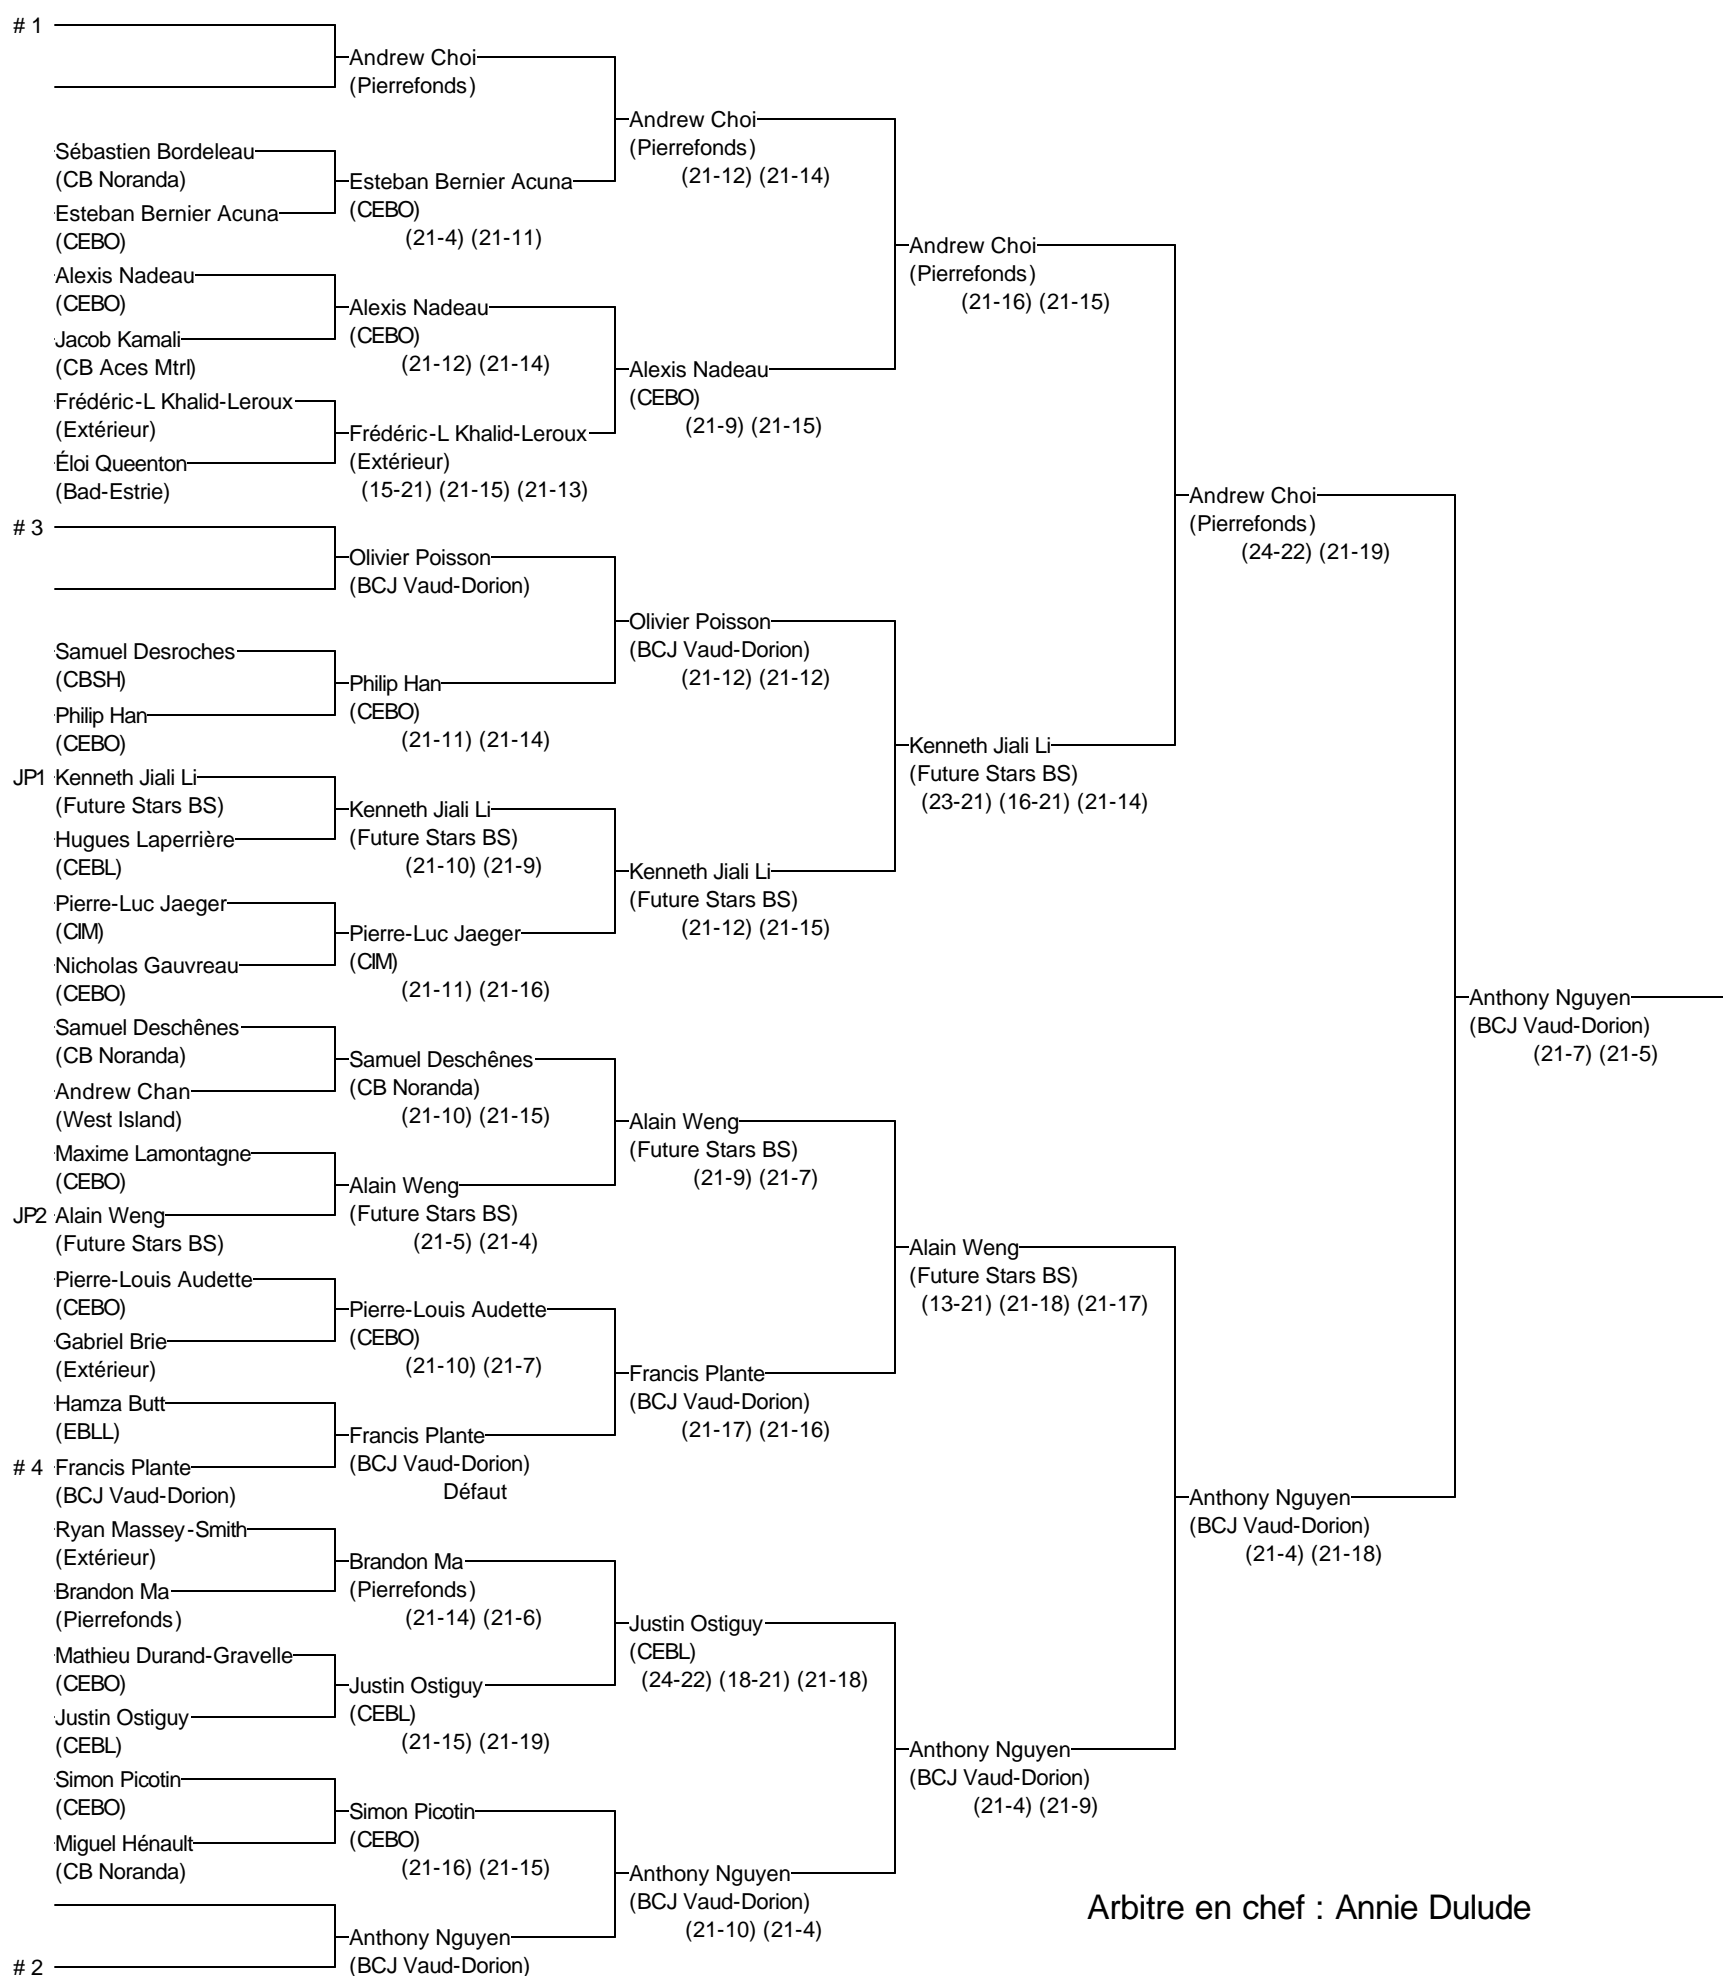 # 1
Andrew Choi
(Pierrefonds)
Andrew Choi
(Pierrefonds)
(21-12) (21-14)
Sébastien Bordeleau
(CB Noranda)
Esteban Bernier Acuna
(CEBO)
(21-4) (21-11)
Esteban Bernier Acuna
(CEBO)
Andrew Choi
(Pierrefonds)
(21-16) (21-15)
Alexis Nadeau
(CEBO)
Alexis Nadeau
(CEBO)
(21-12) (21-14)
Jacob Kamali
(CB Aces Mtrl)
Alexis Nadeau
(CEBO)
(21-9) (21-15)
Frédéric-L Khalid-Leroux
(Extérieur)
Frédéric-L Khalid-Leroux
(Extérieur)
(15-21) (21-15) (21-13)
Éloi Queenton
(Bad-Estrie)
Andrew Choi
(Pierrefonds)
(24-22) (21-19)
# 3
Olivier Poisson
(BCJ Vaud-Dorion)
Olivier Poisson
(BCJ Vaud-Dorion)
(21-12) (21-12)
Samuel Desroches
(CBSH)
Philip Han
(CEBO)
(21-11) (21-14)
Philip Han
(CEBO)
Kenneth Jiali Li
(Future Stars BS)
(23-21) (16-21) (21-14)
JP1 Kenneth Jiali Li
(Future Stars BS)
Kenneth Jiali Li
(Future Stars BS)
(21-10) (21-9)
Hugues Laperrière
(CEBL)
Kenneth Jiali Li
(Future Stars BS)
(21-12) (21-15)
Pierre-Luc Jaeger
(CIM)
Pierre-Luc Jaeger
(CIM)
(21-11) (21-16)
Nicholas Gauvreau
(CEBO)
Anthony Nguyen
(BCJ Vaud-Dorion)
(21-7) (21-5)
Samuel Deschênes
(CB Noranda)
Samuel Deschênes
(CB Noranda)
(21-10) (21-15)
Andrew Chan
(West Island)
Alain Weng
(Future Stars BS)
(21-9) (21-7)
Maxime Lamontagne
(CEBO)
Alain Weng
(Future Stars BS)
(21-5) (21-4)
JP2 Alain Weng
(Future Stars BS)
Alain Weng
(Future Stars BS)
(13-21) (21-18) (21-17)
Pierre-Louis Audette
(CEBO)
Pierre-Louis Audette
(CEBO)
(21-10) (21-7)
Gabriel Brie
(Extérieur)
Francis Plante
(BCJ Vaud-Dorion)
(21-17) (21-16)
Hamza Butt
(EBLL)
Francis Plante
(BCJ Vaud-Dorion)
Défaut
# 4 Francis Plante
(BCJ Vaud-Dorion)
Anthony Nguyen
(BCJ Vaud-Dorion)
(21-4) (21-18)
Ryan Massey-Smith
(Extérieur)
Brandon Ma
(Pierrefonds)
(21-14) (21-6)
Brandon Ma
(Pierrefonds)
Justin Ostiguy
(CEBL)
(24-22) (18-21) (21-18)
Mathieu Durand-Gravelle
(CEBO)
Justin Ostiguy
(CEBL)
(21-15) (21-19)
Justin Ostiguy
(CEBL)
Anthony Nguyen
(BCJ Vaud-Dorion)
(21-4) (21-9)
Simon Picotin
(CEBO)
Simon Picotin
(CEBO)
(21-16) (21-15)
Miguel Hénault
(CB Noranda)
Anthony Nguyen
(BCJ Vaud-Dorion)
(21-10) (21-4)
Arbitre en chef : Annie Dulude
Anthony Nguyen
(BCJ Vaud-Dorion)
# 2